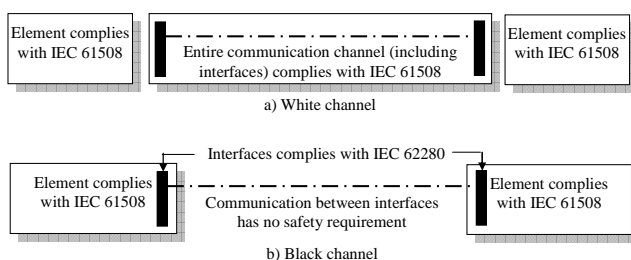 Element complies
with IEC 61508
Entire communication channel (including
interfaces) complies with IEC 61508
Element complies
with IEC 61508
a) White channel
Interfaces complies with IEC 62280
Element complies
with IEC 61508
Communication between interfaces
has no safety requirement
Element complies
with IEC 61508
b) Black channel